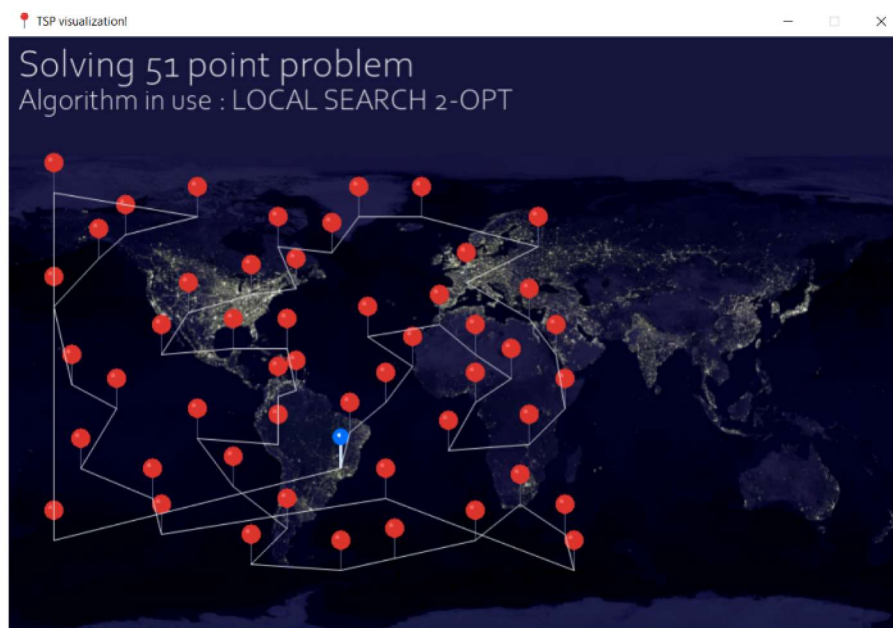 TSP visualization!
Solving 51 point problem
Algorithm in use : LOCAL SEARCH 2-OPT